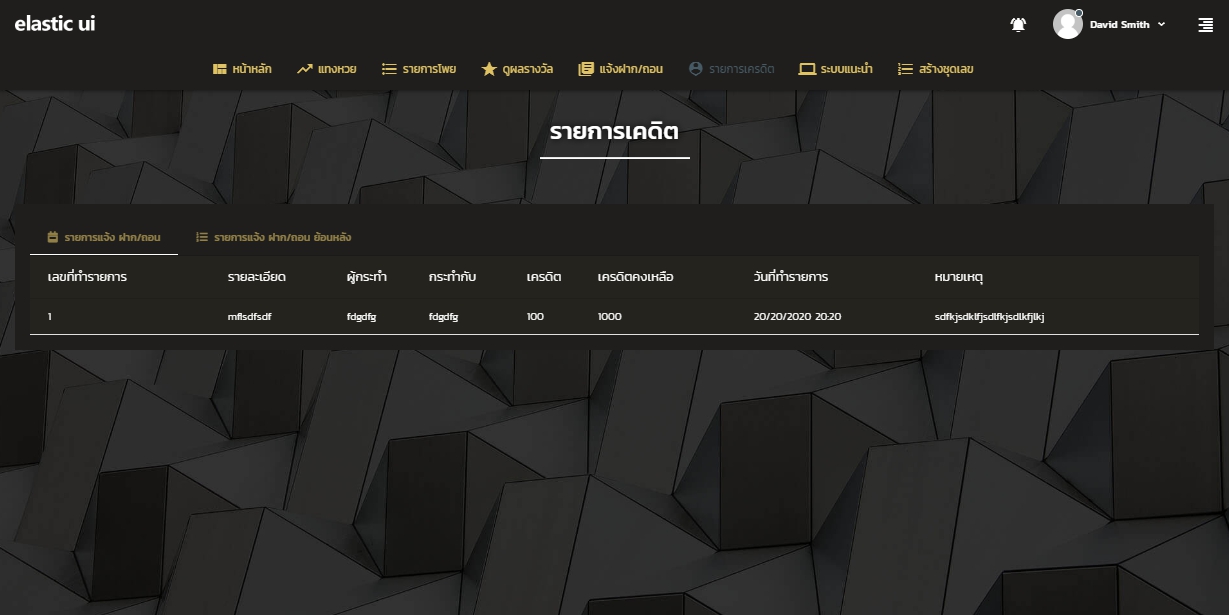 elastic ui
David Smith
หน้าหลัก แทงหวย รายการโพย ดูผลรางวัล แจ้งฝาก/ถอน รายการเครดิต ระบบแนะนำ สร้างชุดเลข
รายการเคดิต
รายการแจ้ง ฝาก/ถอน รายการแจ้ง ฝาก/ถอน ย้อนหลัง
เลขที่ทำรายการ รายละเอียด ผู้กระทำ กระทำกับ เครดิต เครดิตคงเหลือ วันที่ทำรายการ หมายเหตุ
1 mflsdfsdf fdgdfg fdgdfg 100 1000 20/20/2020 20:20 sdfkjsdklfjsdlfkjsdlkfjlkj